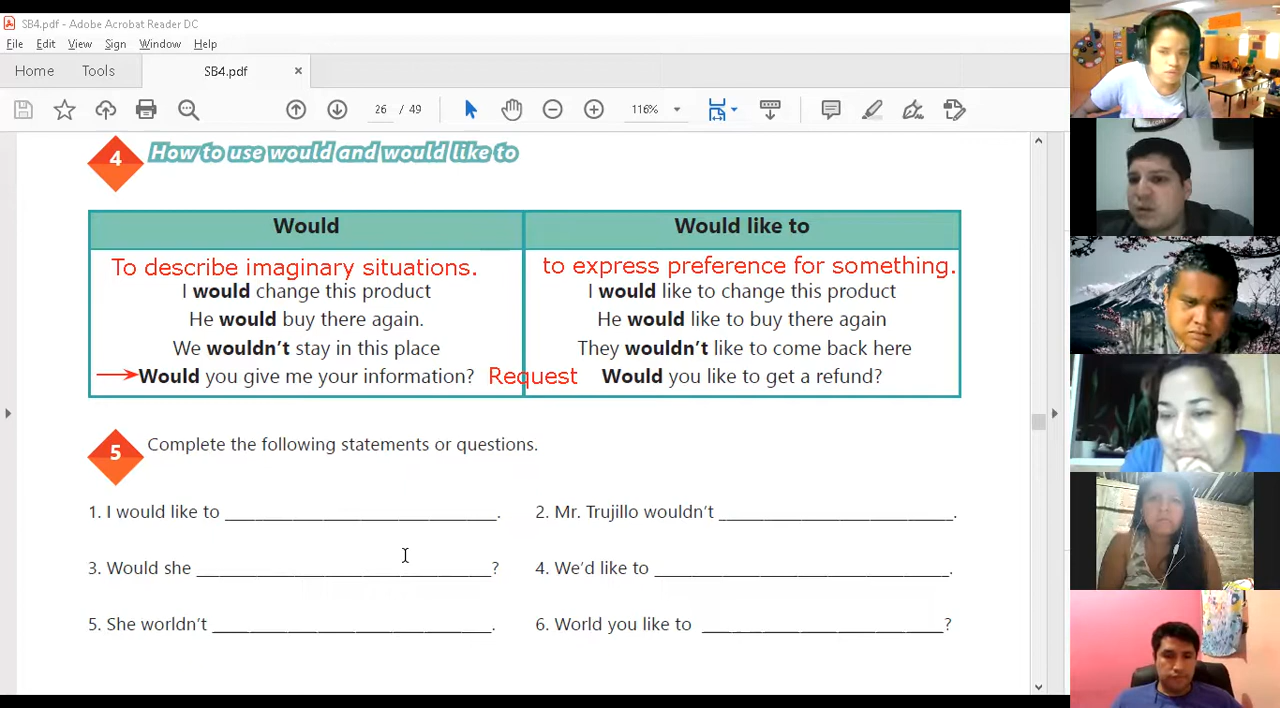 SB4.pdf - Adobe Acrobat Reader DC
File Edit View Sign Window Help
Home Tools SB4.pdf ×
26 / 49 116%
4 How to use would and would like to
Would Would like to
To describe imaginary situations. to express preference for something.
I would change this product I would like to change this product
He would buy there again. He would like to buy there again
We wouldn't stay in this place They wouldn't like to come back here
Would you give me your information? Request Would you like to get a refund?
5 Complete the following statements or questions.
1. I would like to ______________________________. 2. Mr. Trujillo wouldn't __________________________.
3. Would she ________________________________? 4. We'd like to ________________________________.
5. She worldn't ______________________________. 6. World you like to __________________________?